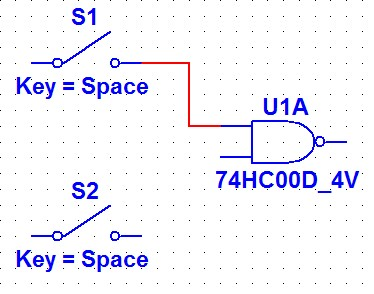 S1
Key = Space
U1A
74HC00D_4V
S2
Key = Space